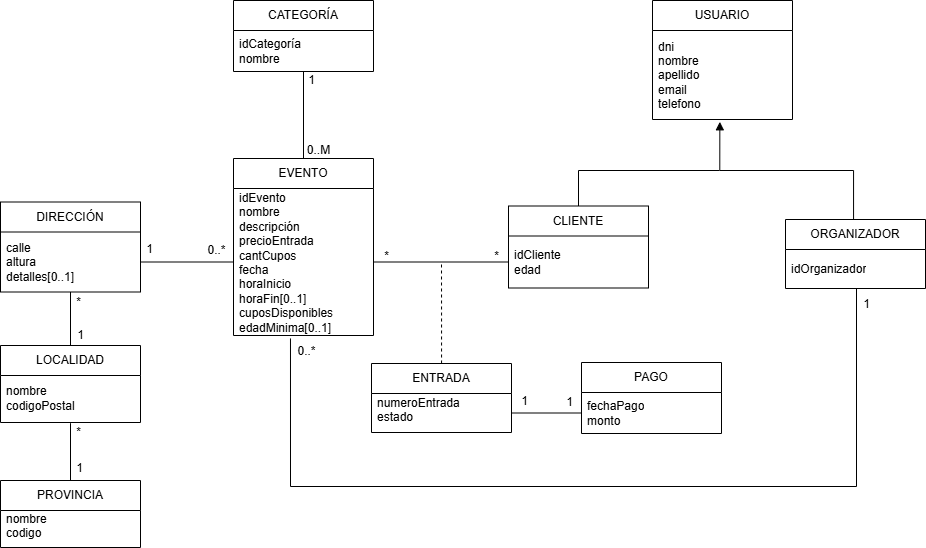 CATEGORÍA
idCategoría
nombre
1
0..M
USUARIO
dni
nombre
apellido
email
telefono
EVENTO
idEvento
nombre
descripción
precioEntrada
cantCupos
fecha
horaInicio
horaFin[0..1]
cuposDisponibles
edadMinima[0..1]
DIRECCIÓN
calle
altura
detalles[0..1]
1
0..*
*
1
LOCALIDAD
nombre
codigoPostal
*
1
PROVINCIA
nombre
codigo
*
*
CLIENTE
idCliente
edad
ORGANIZADOR
idOrganizador
1
0..*
ENTRADA
numeroEntrada
estado
1
1
PAGO
fechaPago
monto